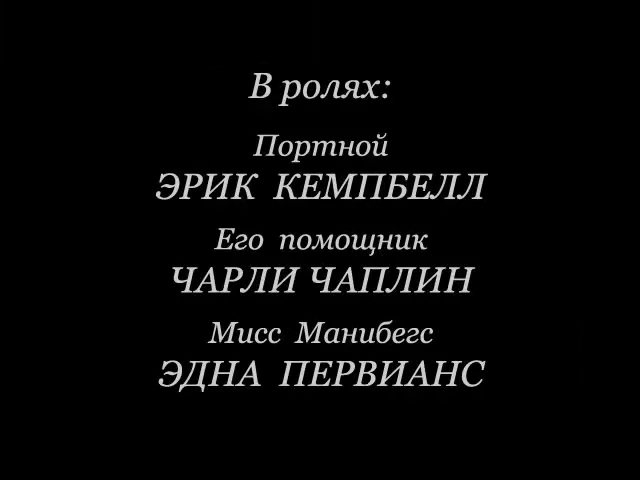 В ролях:
Портной
ЭРИК КЕМПБЕЛЛ
Его помощник
ЧАРЛИ ЧАПЛИН
Мисс Манибегс
ЭДНА ПЕРВИАНС